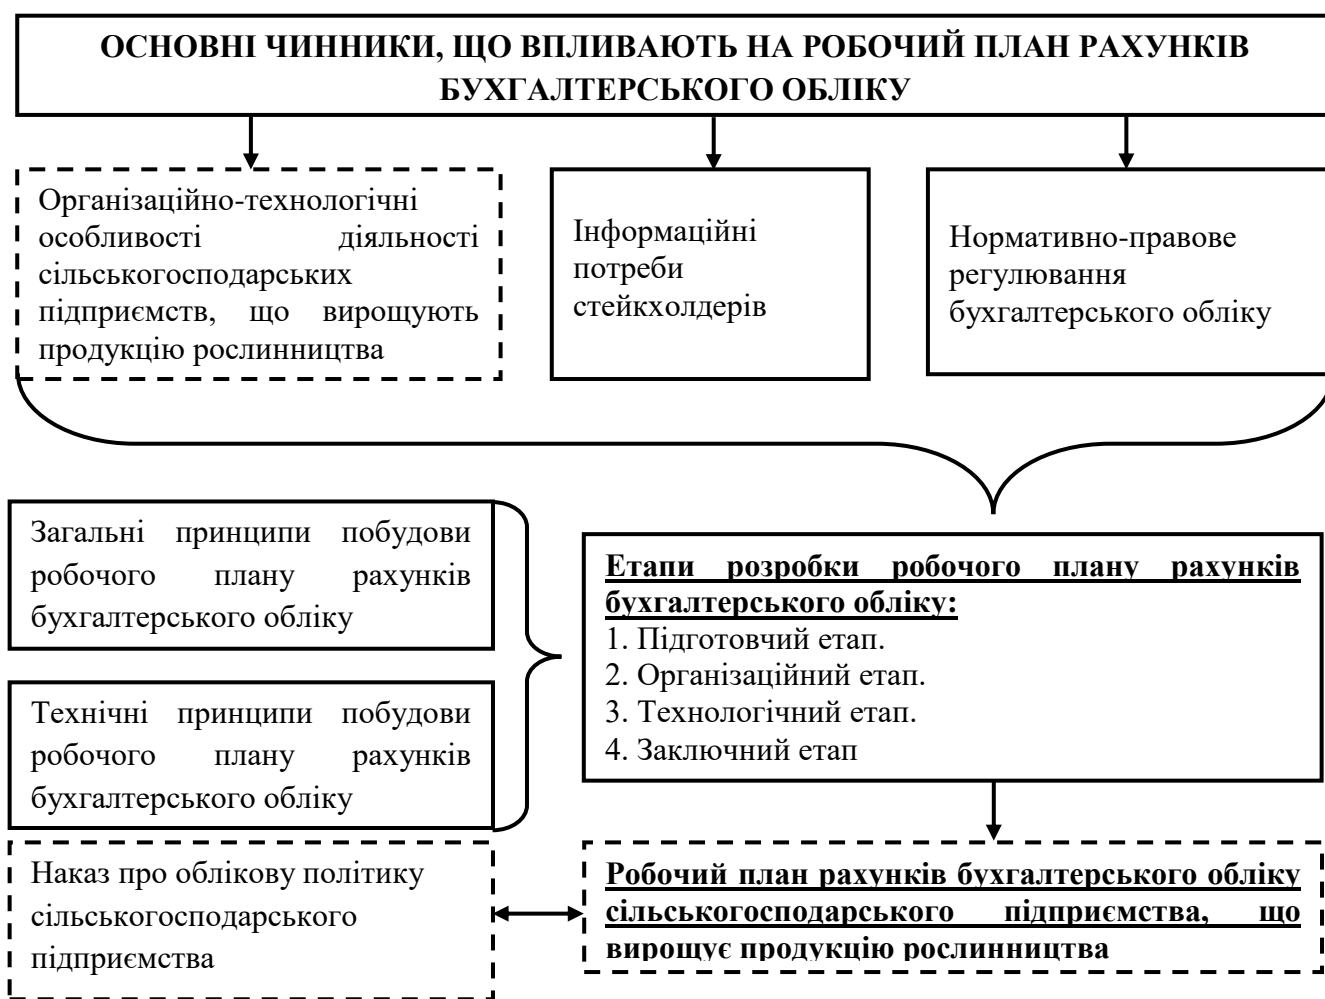 ОСНОВНІ ЧИННИКИ, ЩО ВПЛИВАЮТЬ НА РОБОЧИЙ ПЛАН РАХУНКІВ
БУХГАЛТЕРСЬКОГО ОБЛІКУ
Організаційно-технологічні
особливості діяльності
сільськогосподарських
підприємств, що вирощують
продукцію рослинництва
Інформаційні
потреби
стейкхолдерів
Нормативно-правове
регулювання
бухгалтерського обліку
Загальні принципи побудови
робочого плану рахунків
бухгалтерського обліку
Технічні принципи побудови
робочого плану рахунків
бухгалтерського обліку
Етапи розробки робочого плану рахунків
бухгалтерського обліку:
1. Підготовчий етап.
2. Організаційний етап.
3. Технологічний етап.
4. Заключний етап
Наказ про облікову політику
сільськогосподарського
підприємства
Робочий план рахунків бухгалтерського обліку
сільськогосподарського підприємства, що
вирощує продукцію рослинництва